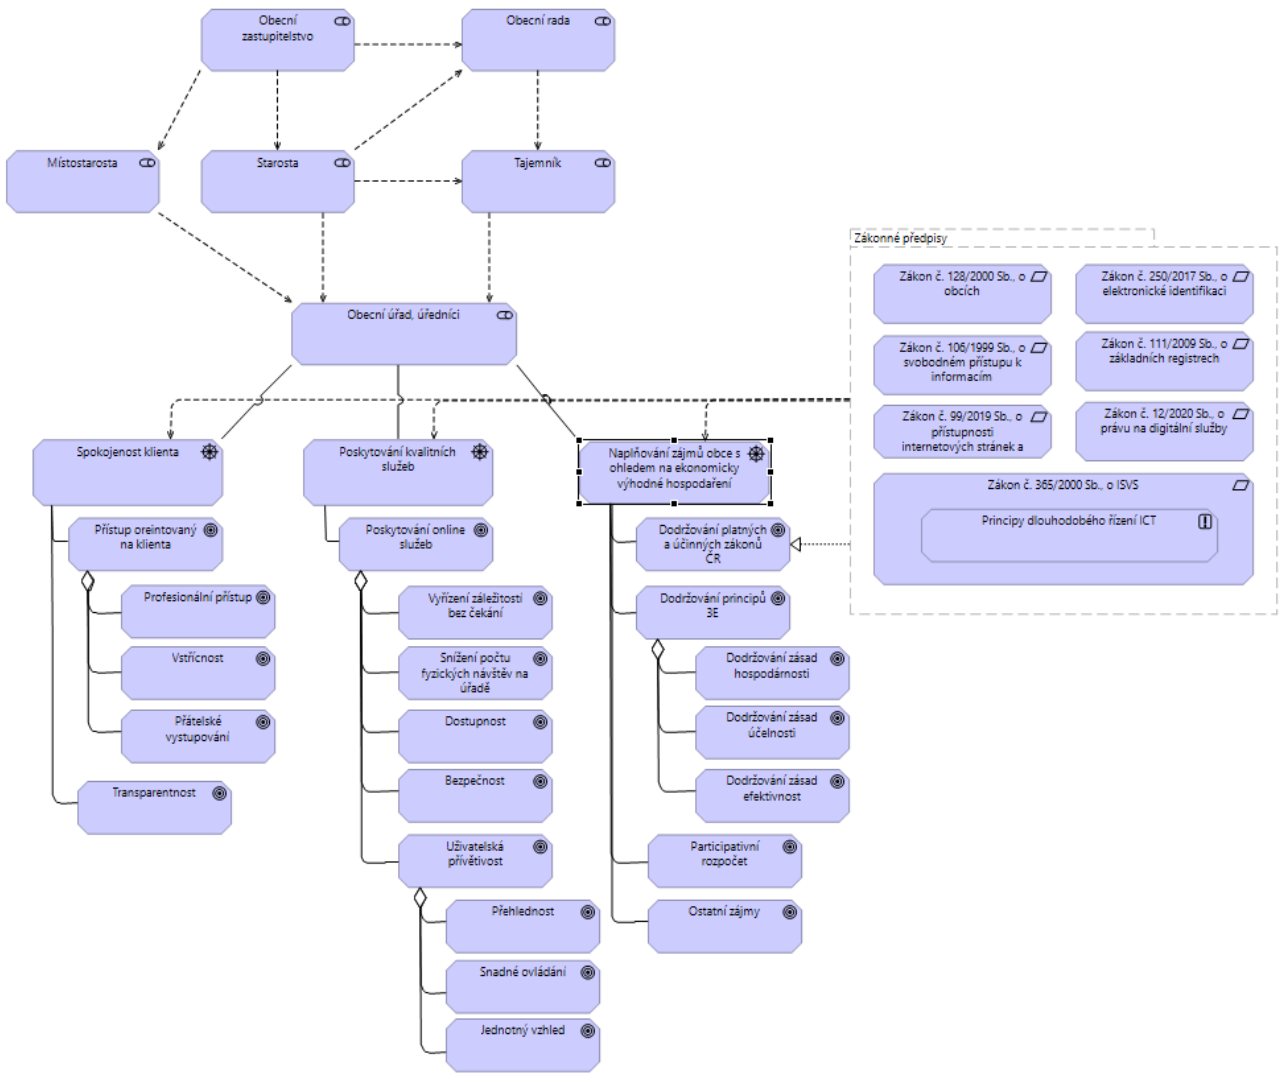 Obecní
zastupitelstvo
Obecní rada
Místostarosta
Starosta
Tajemník
Obecní úřad, úředníci
Zákonné předpisy
Zákon č. 128/2000 Sb., o
obcích
Zákon č. 250/2017 Sb., o
elektronické identifikaci
Zákon č. 106/1999 Sb., o
svobodném přístupu k
informacím
Zákon č. 111/2009 Sb., o
základních registrech
Zákon č. 99/2019 Sb., o
přístupnosti
internetových stránek a
Zákon č. 12/2020 Sb., o
právu na digitální služby
Zákon č. 365/2000 Sb., o ISVS
Principy dlouhodobého řízení ICT
Spokojenost klienta
Přístup oreintovaný
na klienta
Profesionální přístup
Vstřícnost
Přátelské
vystupování
Transparentnost
Poskytování kvalitních
služeb
Poskytování online
služeb
Vyřízení záležitostí
bez čekání
Snížení počtu
fyzických návštěv na
úřadě
Dostupnost
Bezpečnost
Uživatelská
přívětivost
Přehlednost
Snadné ovládání
Jednotný vzhled
Naplňování zájmů obce s
ohledem na ekonomicky
výhodné hospodaření
Dodržování platných
a účinných zákonů
ČR
Dodržování principů
3E
Dodržování zásad
hospodárnosti
Dodržování zásad
účelnosti
Dodržování zásad
efektivnost
Participativní
rozpočet
Ostatní zájmy